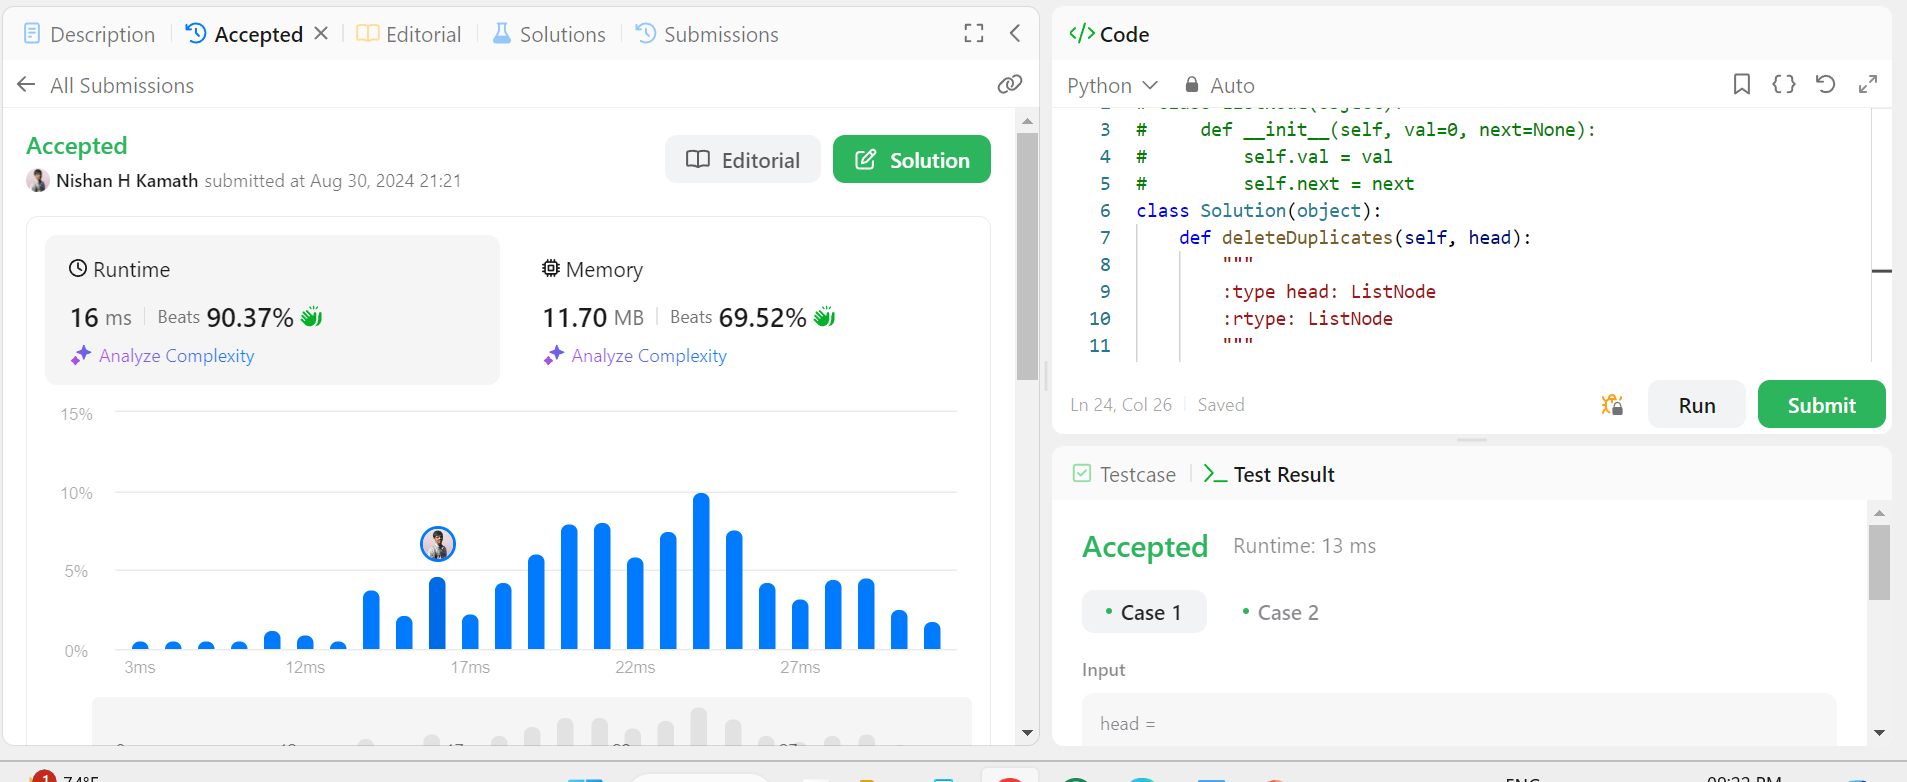 Description
Accepted
Editorial
Solutions
Submissions
All Submissions
Accepted
Nishan H Kamath submitted at Aug 30, 2024 21:21
Editorial
Solution
Runtime
16 ms
Beats 90.37%
Analyze Complexity
Memory
11.70 MB
Beats 69.52%
Analyze Complexity
15%
10%
5%
0%
3ms 12ms 17ms 22ms 27ms
Code
Python
Auto
3 #     def __init__(self, val=0, next=None):
4 #         self.val = val
5 #         self.next = next
6 class Solution(object):
7     def deleteDuplicates(self, head):
8         """
9         :type head: ListNode
10         :rtype: ListNode
11         """
Ln 24, Col 26
Saved
Run
Submit
Testcase
Test Result
Accepted
Runtime: 13 ms
Case 1
Case 2
Input
head =
1
74°F